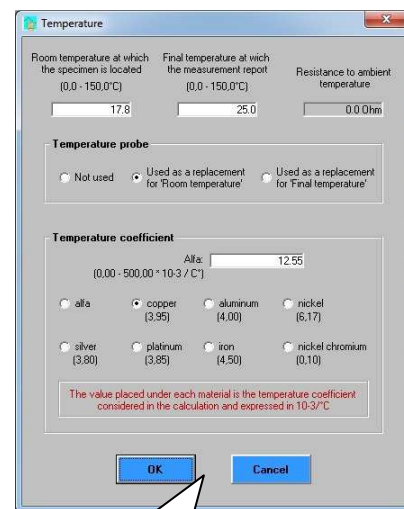 Temperature
Room temperature at which
the specimen is located
(0,0 - 150,0°C)
Final temperature at wich
the measurement report
(0,0 - 150,0°C)
Resistance to ambient
temperature
17.8
25.0
0.0 Ohm
Temperature probe
Not used
Used as a replacement
for 'Room temperature'
Used as a replacement
for 'Final temperature'
Temperature coefficient
Alfa:
12.55
(0,00 - 500,00 * 10-3 / C°)
alfa
copper
(3,95)
aluminum
(4,00)
nickel
(6,17)
silver
(3,80)
platinum
(3,85)
iron
(4,50)
nickel chromium
(0,10)
The value placed under each material is the temperature coefficient
considered in the calculation and expressed in 10-3/°C
OK
Cancel